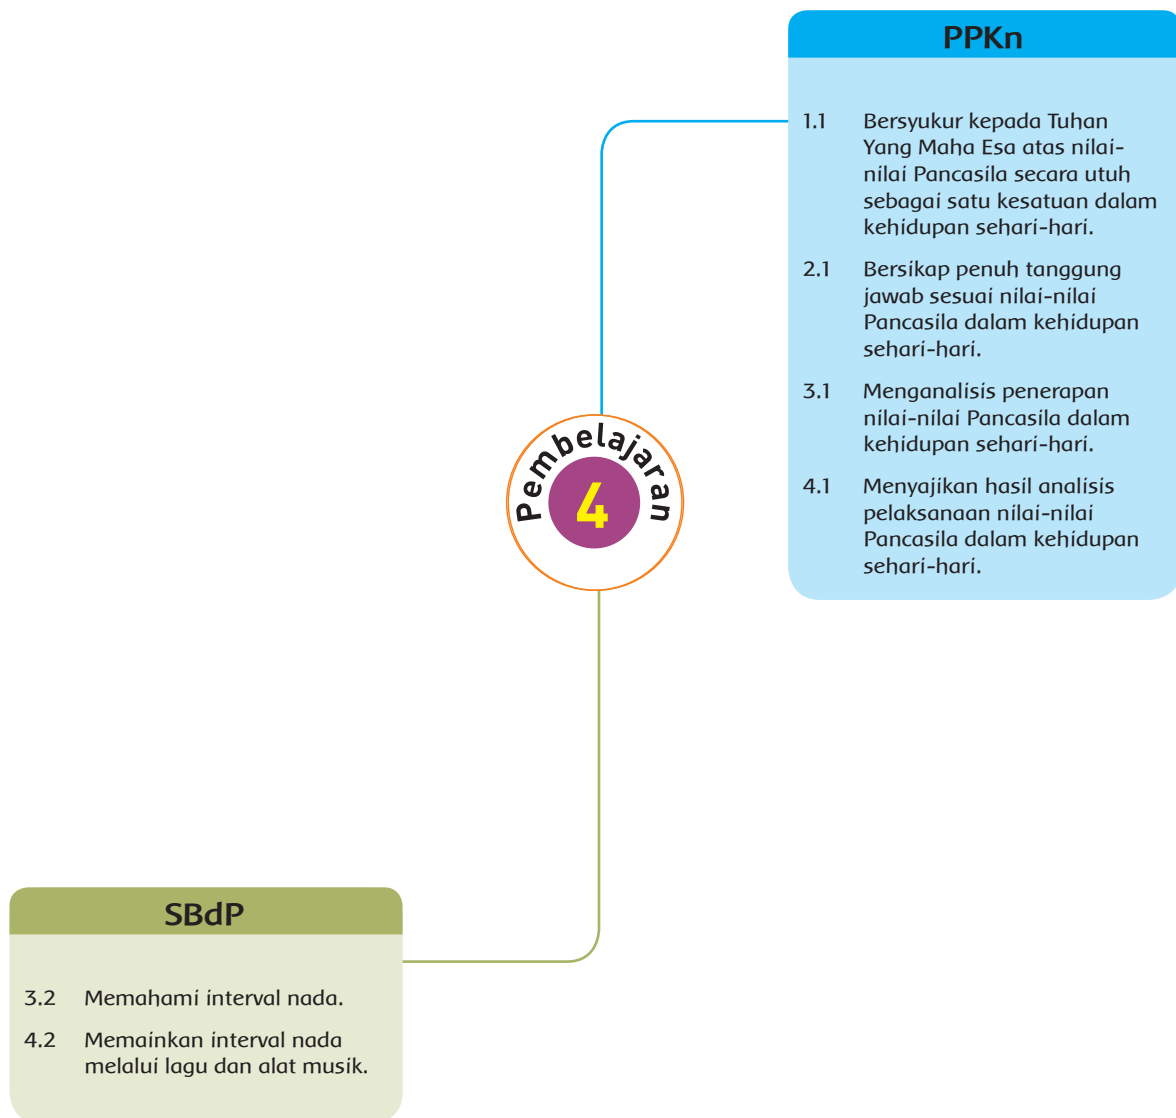 PPKn
1.1 Bersyukur kepada Tuhan
Yang Maha Esa atas nilai-
nilai Pancasila secara utuh
sebagai satu kesatuan dalam
kehidupan sehari-hari.
2.1 Bersikap penuh tanggung
jawab sesuai nilai-nilai
Pancasila dalam kehidupan
sehari-hari.
3.1 Menganalisis penerapan
nilai-nilai Pancasila dalam
kehidupan sehari-hari.
4.1 Menyajikan hasil analisis
pelaksanaan nilai-nilai
Pancasila dalam kehidupan
sehari-hari.
Pembelajaran
4
SBdP
3.2 Memahami interval nada.
4.2 Memainkan interval nada
melalui lagu dan alat musik.